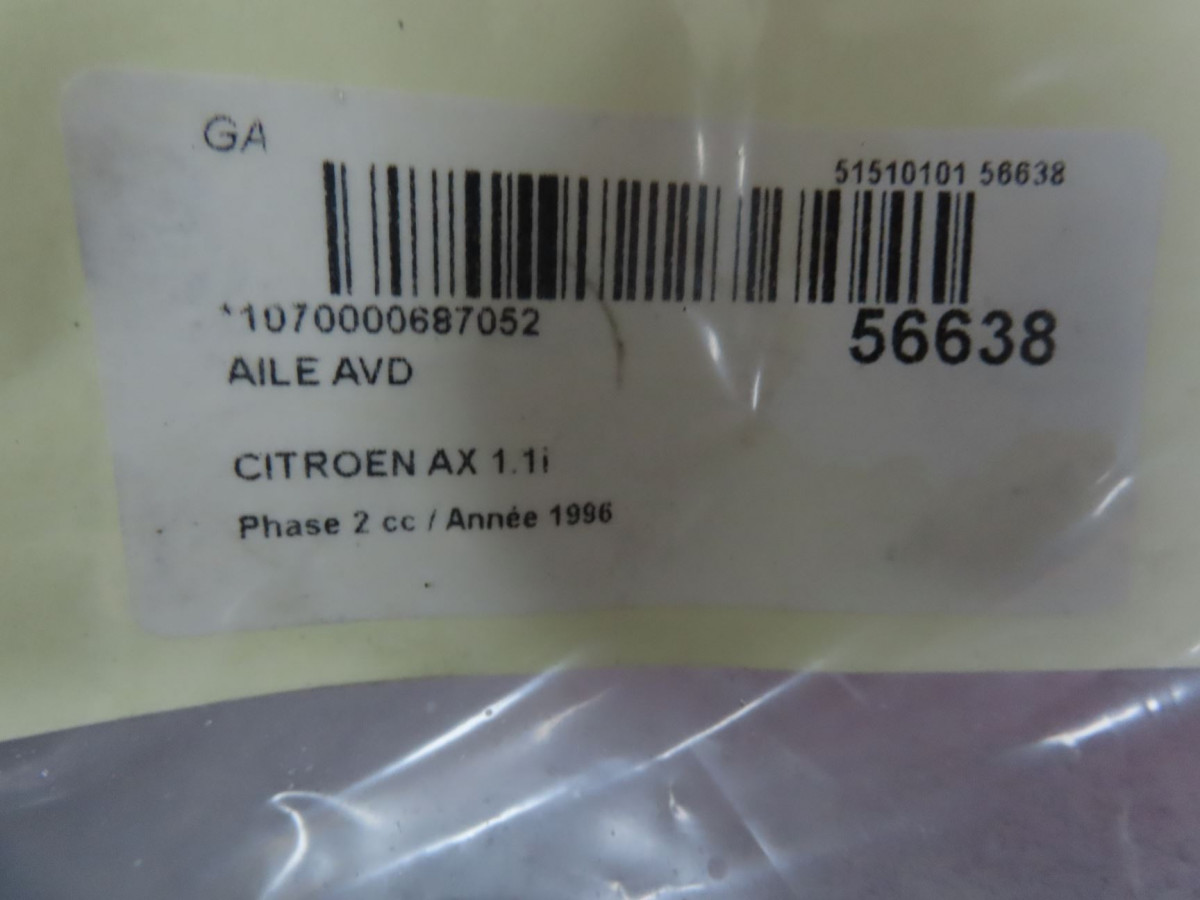 GA
51510101 56638
*1070000687052
56638
AILE AVD
CITROEN AX 1.1i
Phase 2 cc / Année 1996